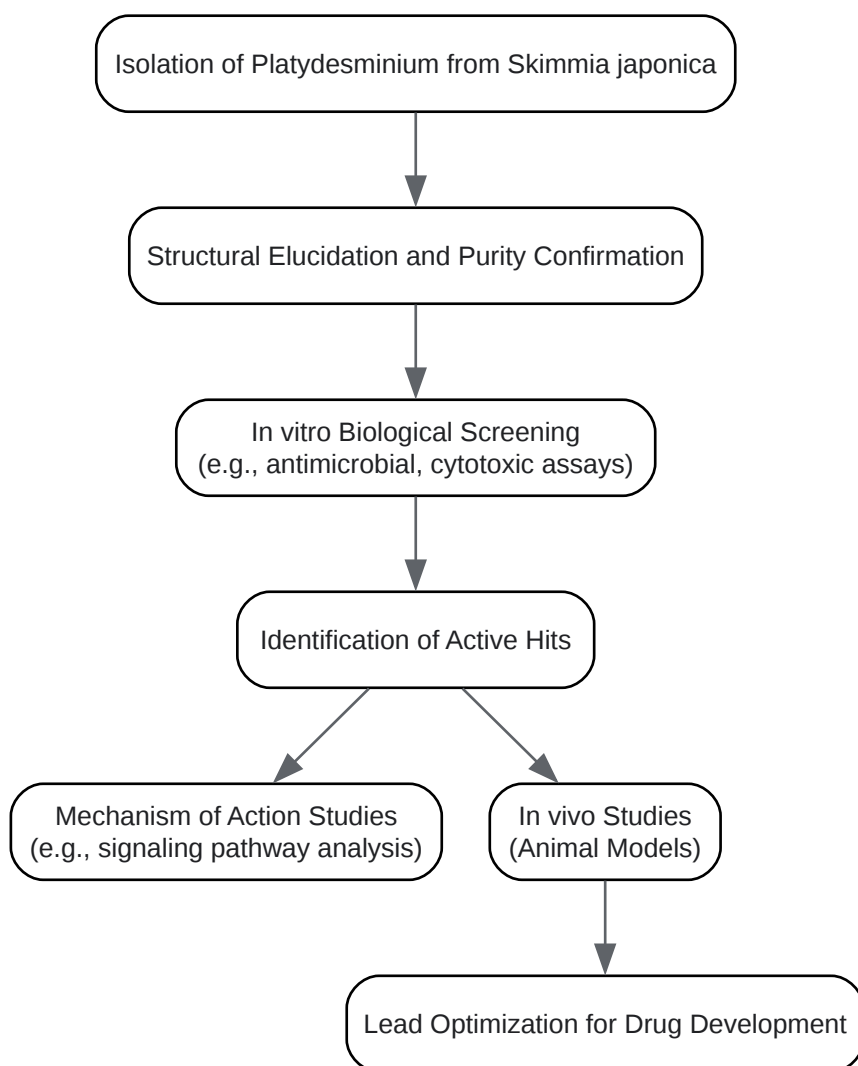 Isolation of Platydesminium from Skimmia japonica
Structural Elucidation and Purity Confirmation
In vitro Biological Screening
(e.g., antimicrobial, cytotoxic assays)
Identification of Active Hits
Mechanism of Action Studies
(e.g., signaling pathway analysis)
In vivo Studies
(Animal Models)
Lead Optimization for Drug Development